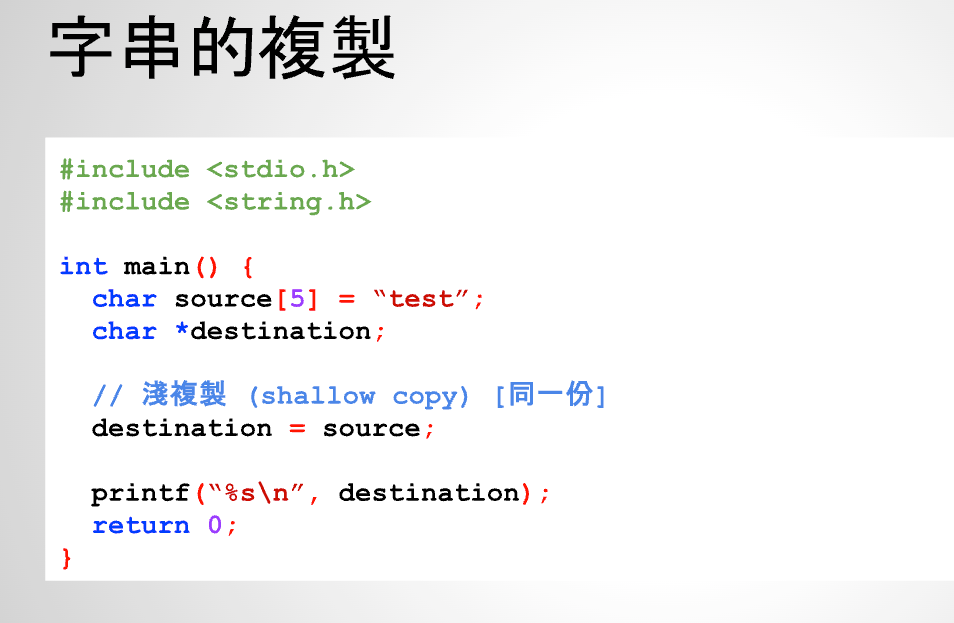 字串的複製
#include <stdio.h>
#include <string.h>
int main() {
char source[5] = “test”;
char *destination;
// 淺複製 (shallow copy) [同一份]
destination = source;
printf(“%s\n”, destination);
return 0;
}